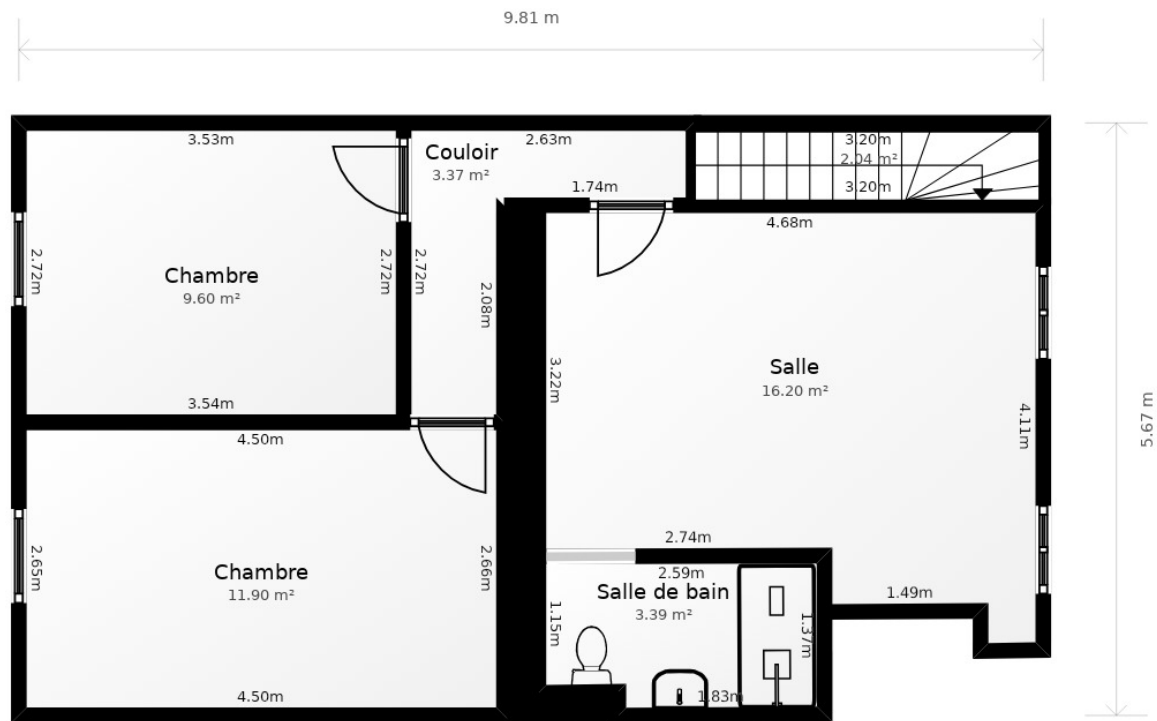 9.81 m
3.53m
2.63m
3.20m
Couloir
3.37 m²
2.04 m²
3.20m
1.74m
4.68m
2.72m
Chambre
9.60 m²
2.72m
2.72m
2.08m
3.22m
Salle
16.20 m²
4.11m
5.67 m
3.54m
4.50m
2.74m
2.65m
Chambre
11.90 m²
2.66m
2.59m
Salle de bain
3.39 m²
1.15m
1.37m
1.49m
4.50m
1.83m